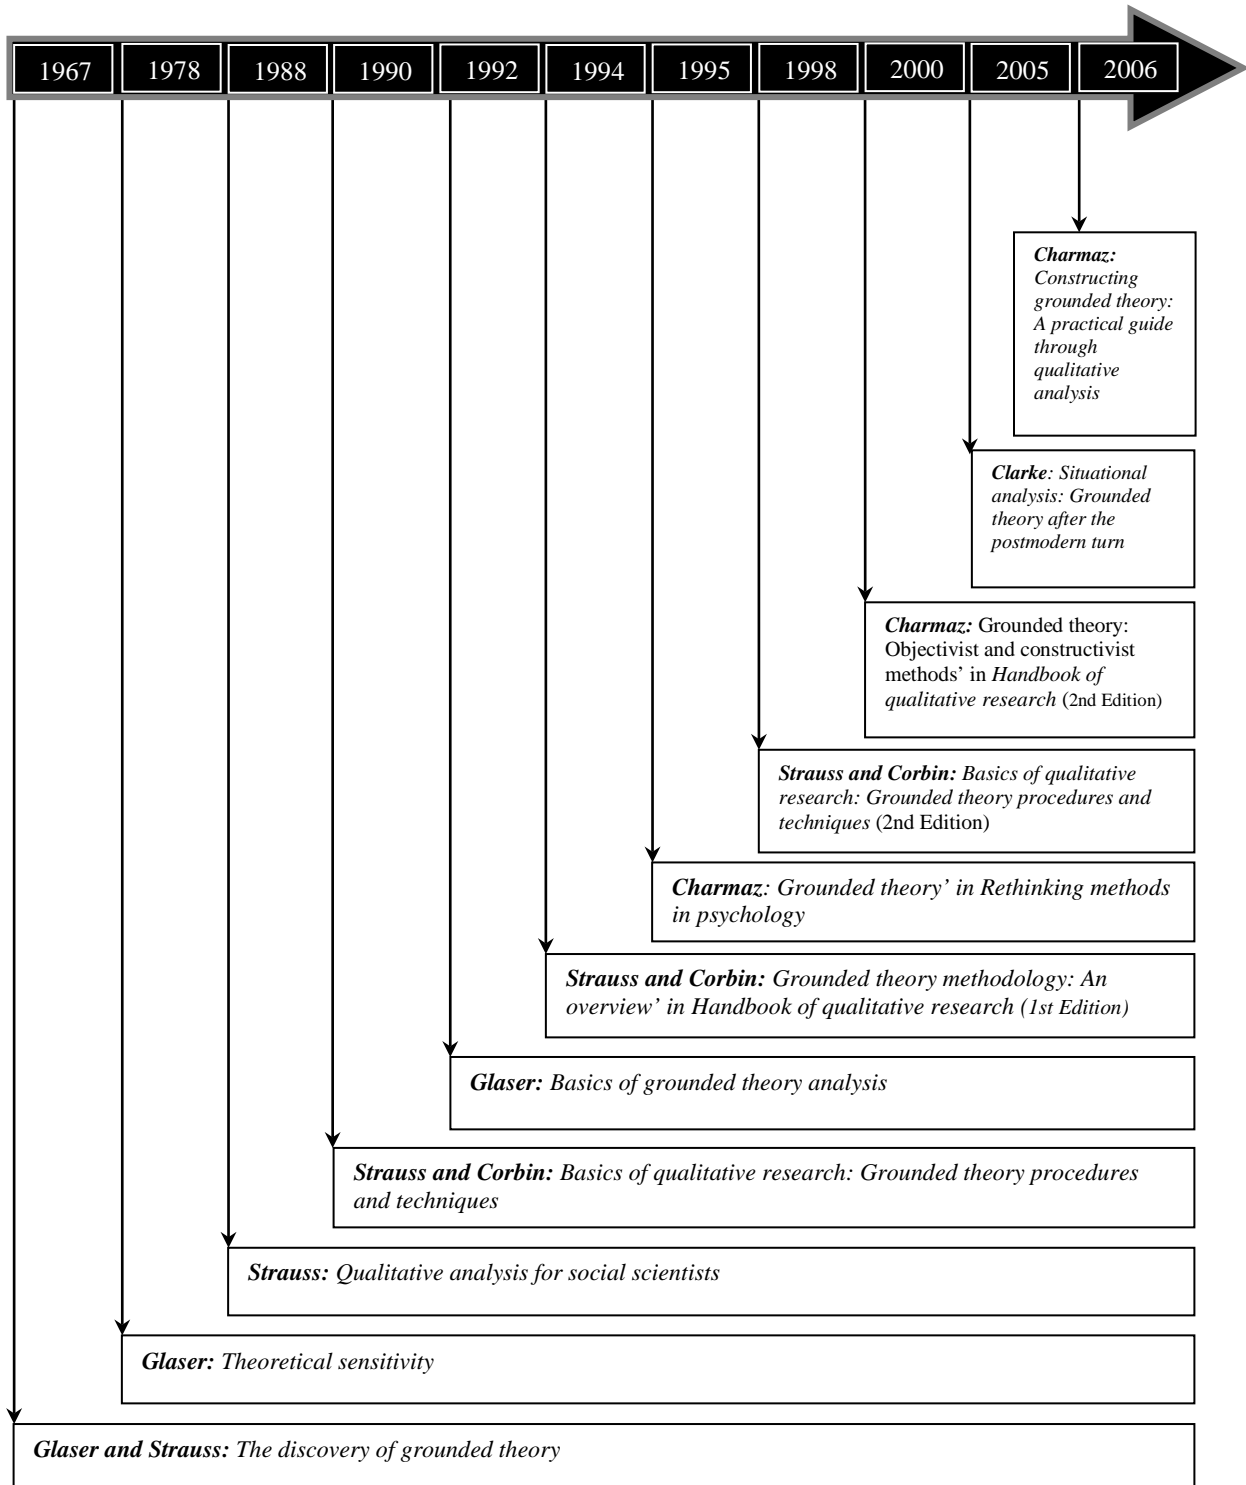 1967 1978 1988 1990 1992 1994 1995 1998 2000 2005 2006
Charmaz:
Constructing
grounded theory:
A practical guide
through
qualitative
analysis
Clarke: Situational
analysis: Grounded
theory after the
postmodern turn
Charmaz: Grounded theory:
Objectivist and constructivist
methods’ in Handbook of
qualitative research (2nd Edition)
Strauss and Corbin: Basics of qualitative
research: Grounded theory procedures and
techniques (2nd Edition)
Charmaz: Grounded theory’ in Rethinking methods
in psychology
Strauss and Corbin: Grounded theory methodology: An
overview’ in Handbook of qualitative research (1st Edition)
Glaser: Basics of grounded theory analysis
Strauss and Corbin: Basics of qualitative research: Grounded theory procedures
and techniques
Strauss: Qualitative analysis for social scientists
Glaser: Theoretical sensitivity
Glaser and Strauss: The discovery of grounded theory